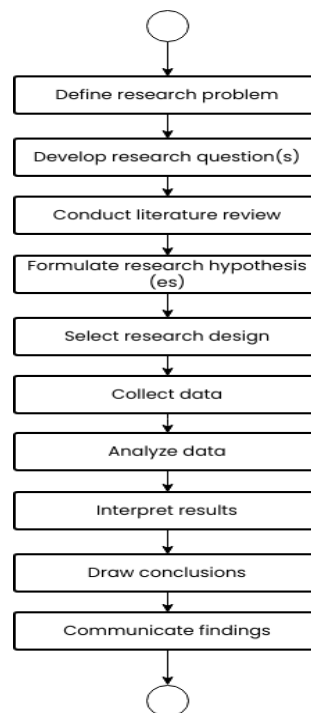 Define research problem
Develop research question(s)
Conduct literature review
Formulate research hypothesis
(es)
Select research design
Collect data
Analyze data
Interpret results
Draw conclusions
Communicate findings